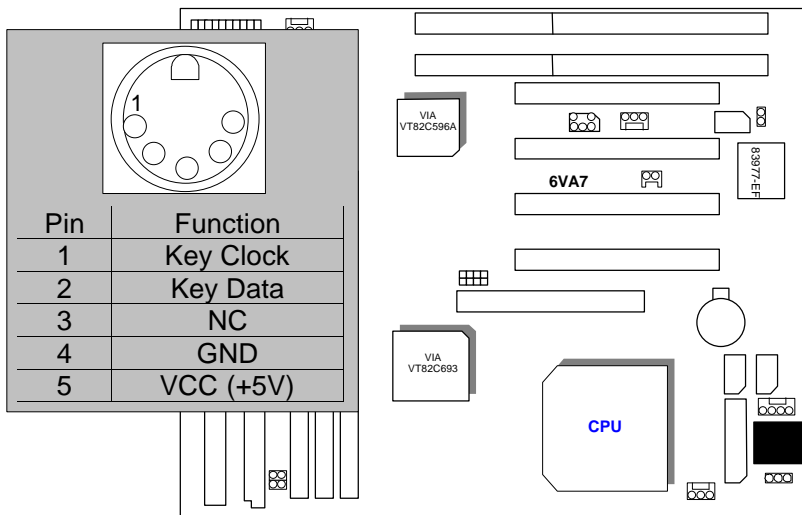 1
Pin Function
1 Key Clock
2 Key Data
3 NC
4 GND
5 VCC (+5V)
VIA
VT82C596A
6VA7
83977-EF
VIA
VT82C693
CPU